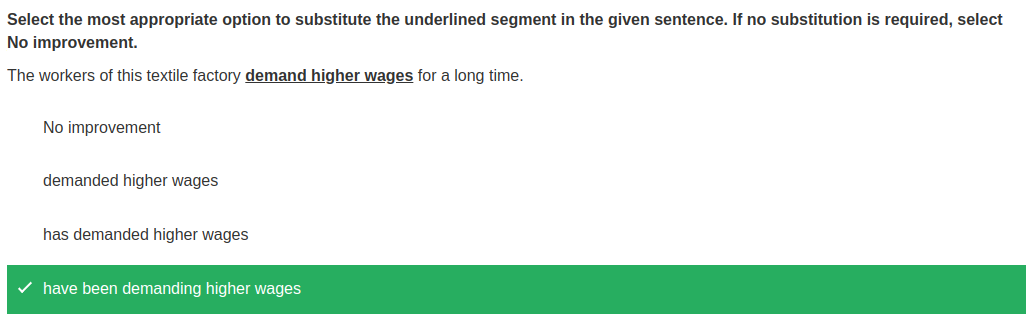 Select the most appropriate option to substitute the underlined segment in the given sentence. If no substitution is required, select
No improvement.
The workers of this textile factory demand higher wages for a long time.
No improvement
demanded higher wages
has demanded higher wages
have been demanding higher wages